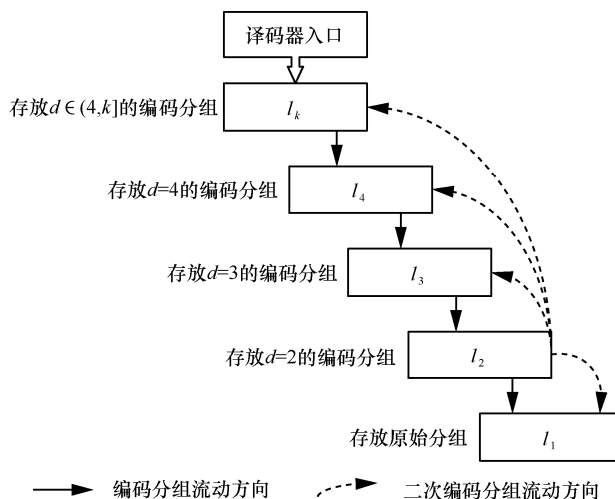 译码器入口
存放d∈(4,k]的编码分组
l_k
存放d=4的编码分组
l_4
存放d=3的编码分组
l_3
存放d=2的编码分组
l_2
存放原始分组
l_1
编码分组流动方向
二次编码分组流动方向